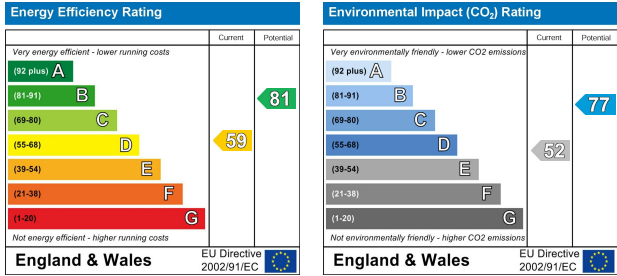 Energy Efficiency Rating
Current Potential
Very energy efficient - lower running costs
(92 plus) A
(81-91) B
(69-80) C
(55-68) D
(39-54) E
(21-38) F
(1-20) G
59
81
Not energy efficient - higher running costs
England & Wales
EU Directive
2002/91/EC
Environmental Impact (CO₂) Rating
Current Potential
Very environmentally friendly - lower CO2 emissions
(92 plus) A
(81-91) B
(69-80) C
(55-68) D
(39-54) E
(21-38) F
(1-20) G
52
77
Not environmentally friendly - higher CO2 emissions
England & Wales
EU Directive
2002/91/EC